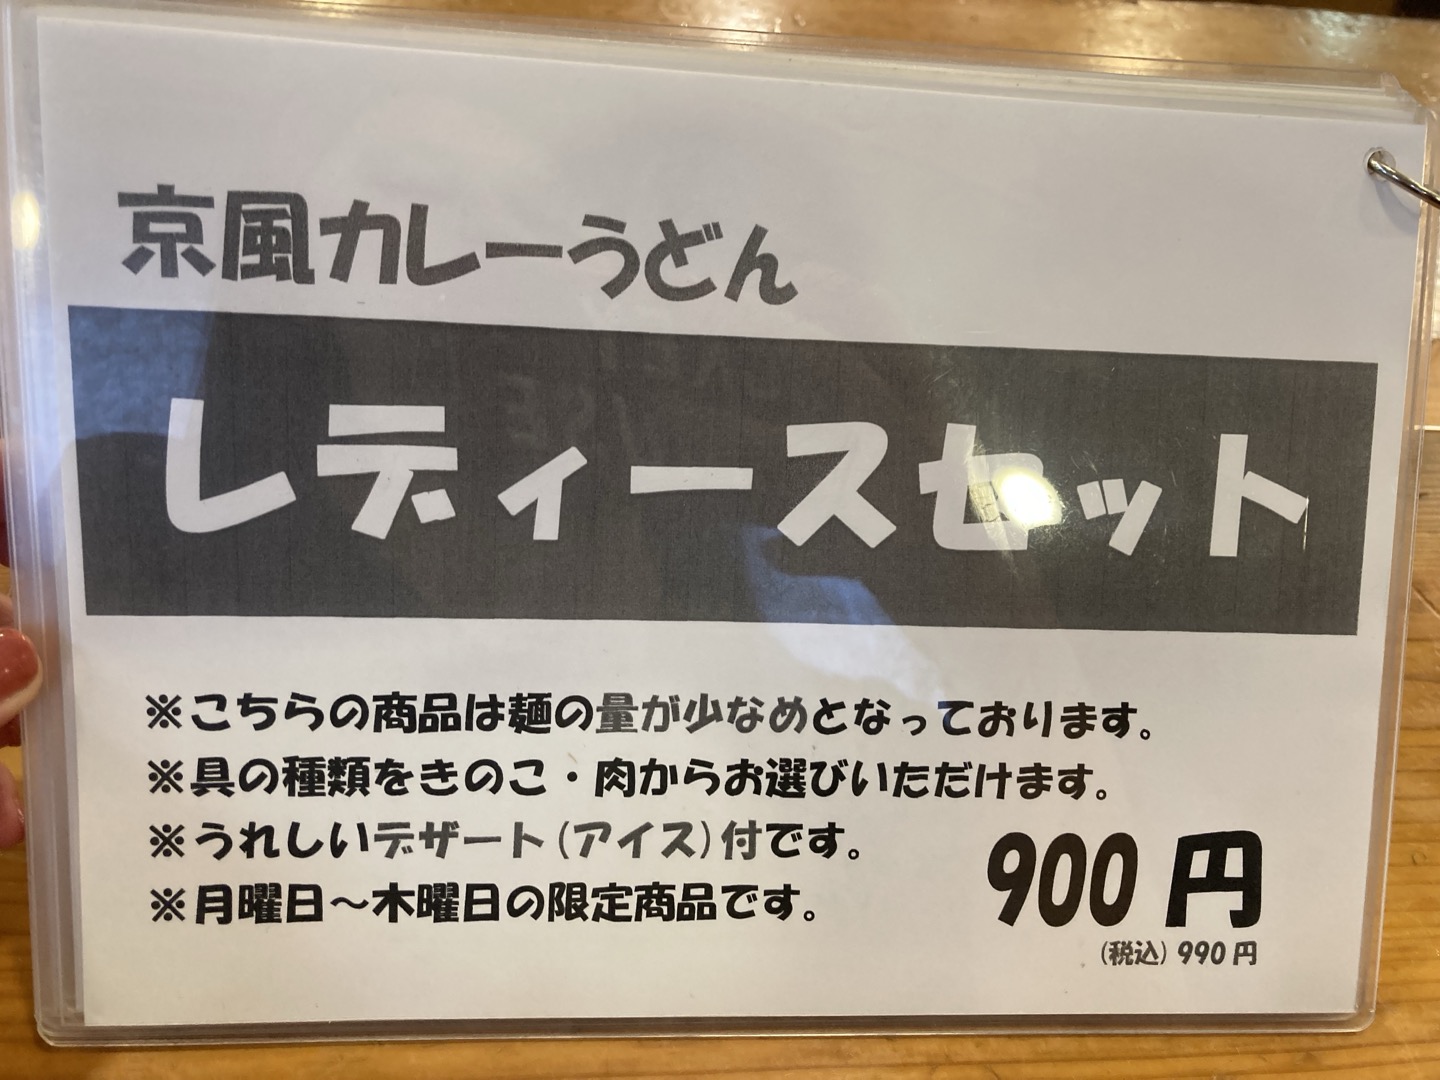 京風カレーうどん
レディースセット
※こちらの商品は麺の量が少なめとなっております。
※具の種類をきのこ・肉からお選びいただけます。
※うれしいデザート(アイス)付です。
※月曜日〜木曜日の限定商品です。
900円
(税込)990円